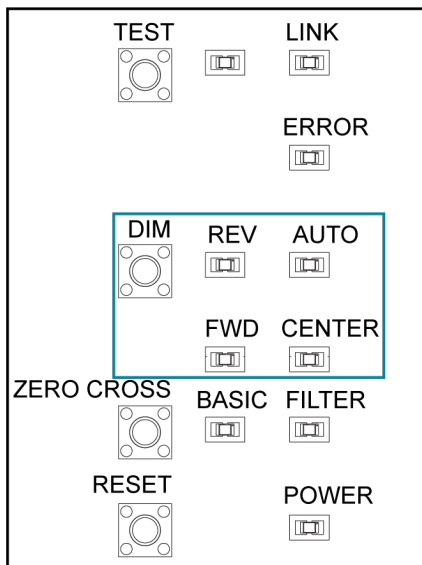 TEST LINK
ERROR
DIM REV AUTO
FWD CENTER
ZERO CROSS BASIC FILTER
RESET POWER